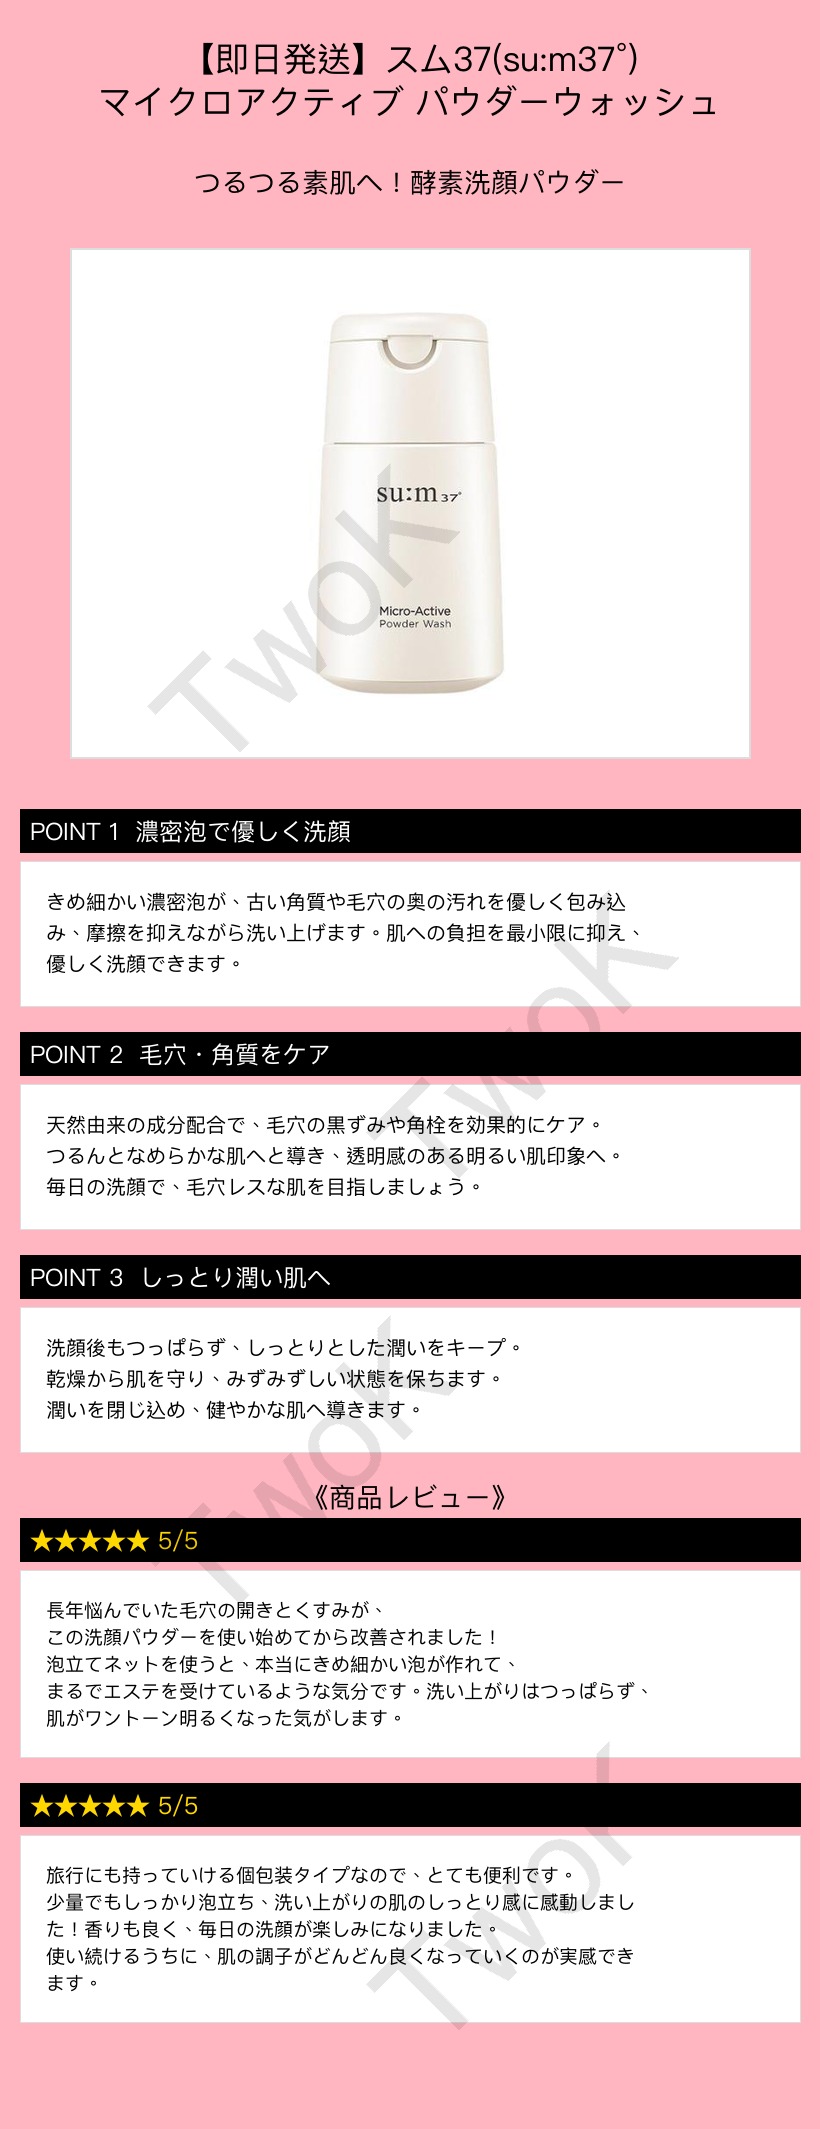 【即日発送】スム37(su:m37°)
マイクロアクティブ パウダーウォッシュ
つるつる素肌へ！酵素洗顔パウダー
su:m37°
Micro-Active
Powder Wash
TwoK
POINT 1 濃密泡で優しく洗顔
きめ細かい濃密泡が、古い角質や毛穴の奥の汚れを優しく包み込
み、摩擦を抑えながら洗い上げます。肌への負担を最小限に抑え、
優しく洗顔できます。
TwoK
POINT 2 毛穴・角質をケア
天然由来の成分配合で、毛穴の黒ずみや角栓を効果的にケア。
つるんとなめらかな肌へと導き、透明感のある明るい肌印象へ。
毎日の洗顔で、毛穴レスな肌を目指しましょう。
POINT 3 しっとり潤い肌へ
洗顔後もつっぱらず、しっとりとした潤いをキープ。
乾燥から肌を守り、みずみずしい状態を保ちます。
潤いを閉じ込め、健やかな肌へ導きます。
TwoK
《商品レビュー》
★★★★★ 5/5
長年悩んでいた毛穴の開きとくすみが、
この洗顔パウダーを使い始めてから改善されました！
泡立てネットを使うと、本当にきめ細かい泡が作れて、
まるでエステを受けているような気分です。洗い上がりはつっぱらず、
肌がワントーン明るくなった気がします。
★★★★★ 5/5
旅行にも持っていける個包装タイプなので、とても便利です。
少量でもしっかり泡立ち、洗い上がりの肌のしっとり感に感動しまし
た！香りも良く、毎日の洗顔が楽しみになりました。
使い続けるうちに、肌の調子がどんどん良くなっていくのが実感でき
ます。
TwoK